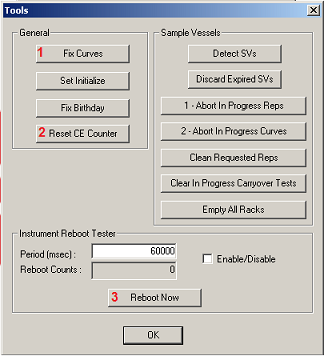 Tools
General
1 Fix Curves
Set Initialize
Fix Birthday
2 Reset CE Counter
Sample Vessels
Detect SVs
Discard Expired SVs
1 - Abort In Progress Reps
2 - Abort In Progress Curves
Clean Requested Reps
Clear In Progress Carryover Tests
Empty All Racks
Instrument Reboot Tester
Period (msec) : 60000
Reboot Counts : 0
Enable/Disable
3 Reboot Now
OK